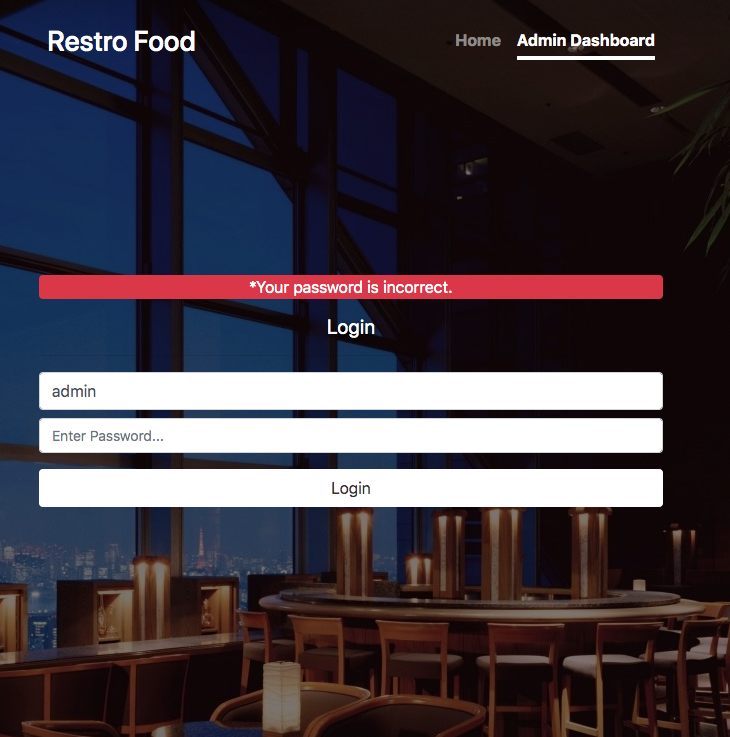 Restro Food
Home Admin Dashboard
*Your password is incorrect.
Login
admin
Enter Password...
Login